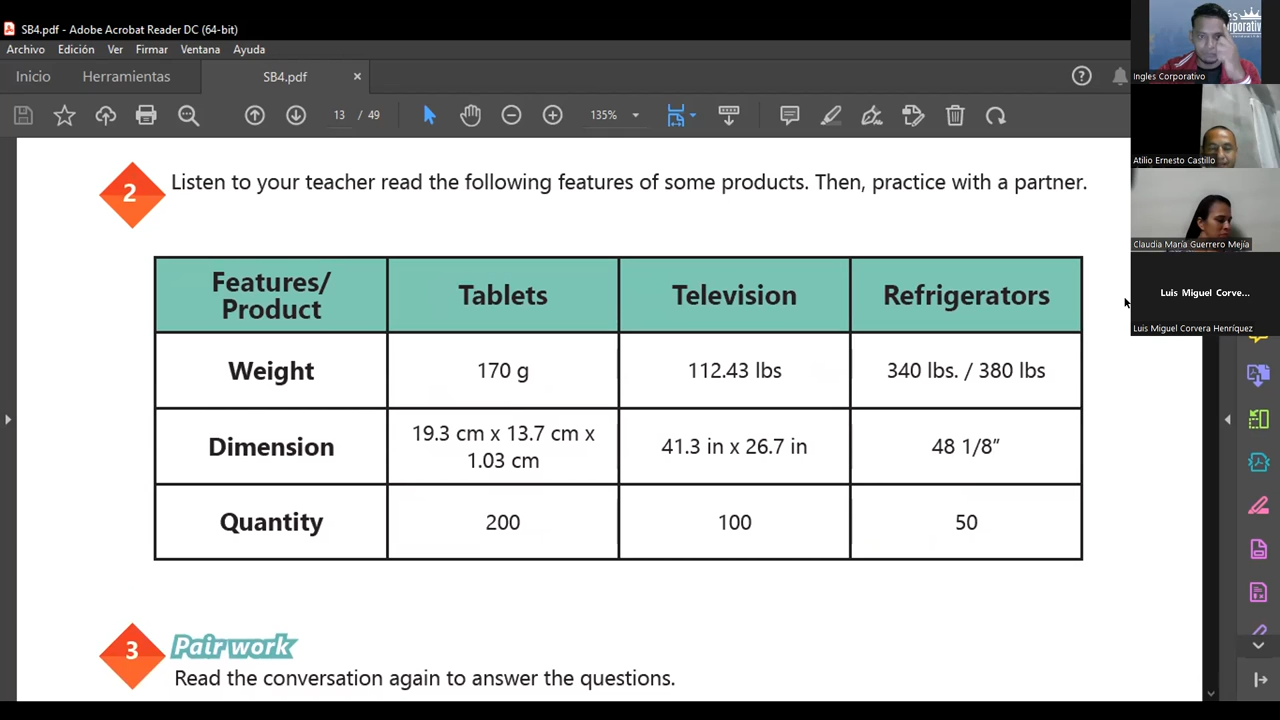 SB4.pdf - Adobe Acrobat Reader DC (64-bit)
Archivo Edición Ver Firmar Ventana Ayuda
Inicio Herramientas SB4.pdf ×
13 / 49 135%
2 Listen to your teacher read the following features of some products. Then, practice with a partner.
Features/ Product Tablets Television Refrigerators
Weight 170 g 112.43 lbs 340 lbs. / 380 lbs
Dimension 19.3 cm x 13.7 cm x 1.03 cm 41.3 in x 26.7 in 48 1/8”
Quantity 200 100 50
3 Pair work
Read the conversation again to answer the questions.
Ingles Corporativo
Atilio Ernesto Castillo
Claudia María Guerrero Mejía
Luis Miguel Corve...
Luis Miguel Corvera Henríquez